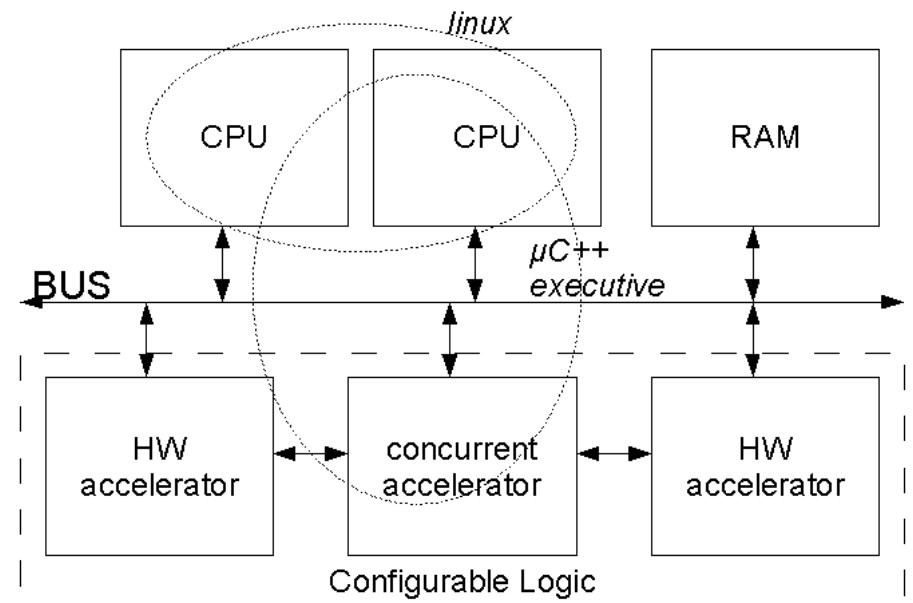 linux
CPU
CPU
RAM
µC++
executive
BUS
HW
accelerator
concurrent
accelerator
HW
accelerator
Configurable Logic